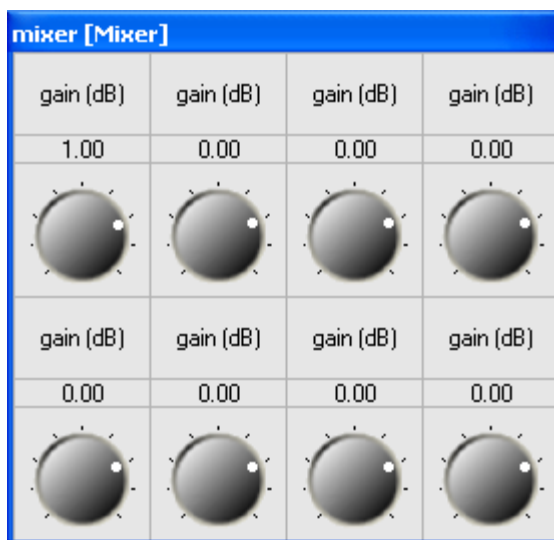 mixer [Mixer]
gain (dB) gain (dB) gain (dB) gain (dB)
1.00 0.00 0.00 0.00
gain (dB) gain (dB) gain (dB) gain (dB)
0.00 0.00 0.00 0.00